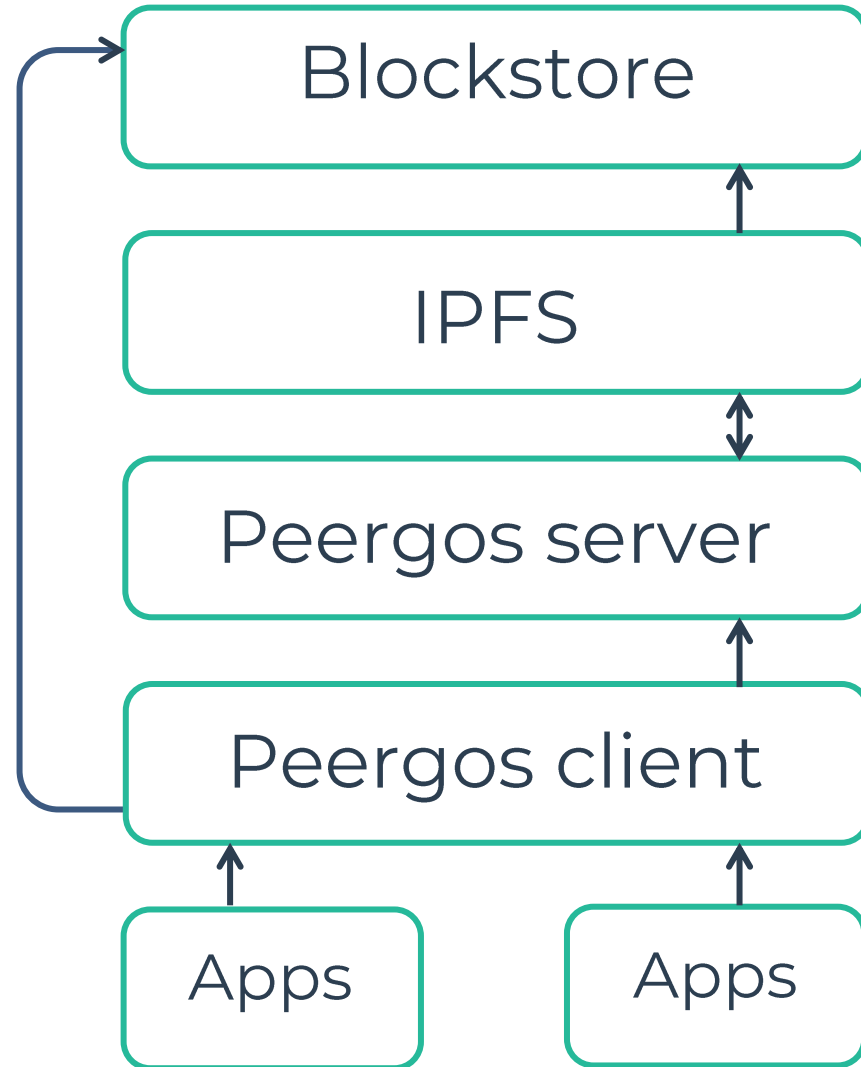 Blockstore
IPFS
Peergos server
Peergos client
Apps
Apps